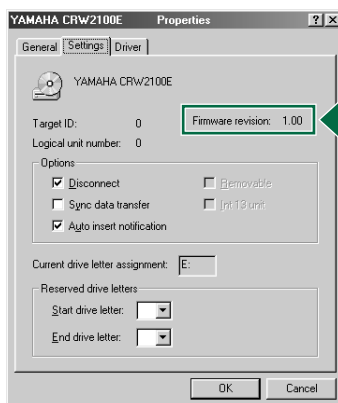 YAMAHA CRW2100E Properties
General Settings Driver
YAMAHA CRW2100E
Target ID: 0 Firmware revision: 1.00
Logical unit number: 0
Options
Disconnect Removable
Sync data transfer Int 13 unit
Auto insert notification
Current drive letter assignment: E:
Reserved drive letters
Start drive letter:
End drive letter:
OK Cancel